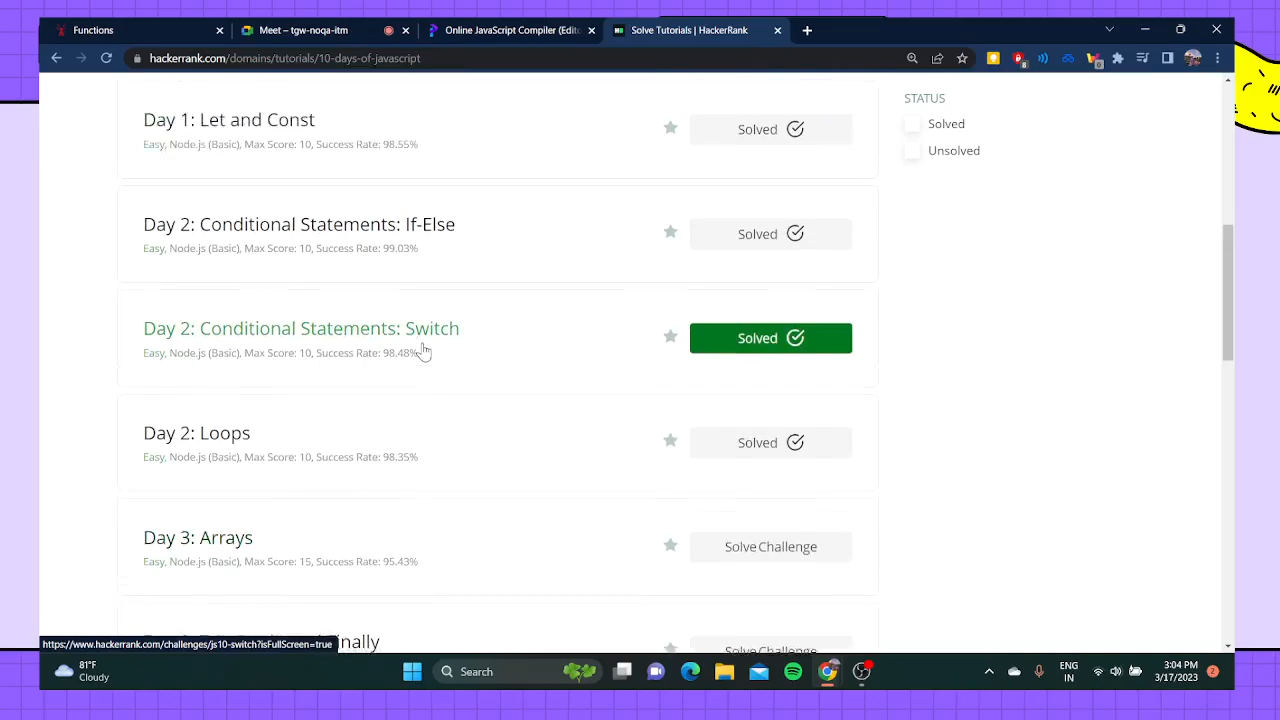 Functions
Meet – tgw-noqa-itm
Online JavaScript Compiler (Edito
Solve Tutorials | HackerRank
hackerrank.com/domains/tutorials/10-days-of-javascript
Day 1: Let and Const
Easy, Node.js (Basic), Max Score: 10, Success Rate: 98.55%
Solved
STATUS
Solved
Unsolved
Day 2: Conditional Statements: If-Else
Easy, Node.js (Basic), Max Score: 10, Success Rate: 99.03%
Solved
Day 2: Conditional Statements: Switch
Easy, Node.js (Basic), Max Score: 10, Success Rate: 98.48%
Solved
Day 2: Loops
Easy, Node.js (Basic), Max Score: 10, Success Rate: 98.35%
Solved
Day 3: Arrays
Easy, Node.js (Basic), Max Score: 15, Success Rate: 95.43%
Solve Challenge
inally
Solve Challenge
https://www.hackerrank.com/challenges/js10-switch?isFullScreen=true
81°F
Cloudy
Search
ENG
IN
3:04 PM
3/17/2023
2